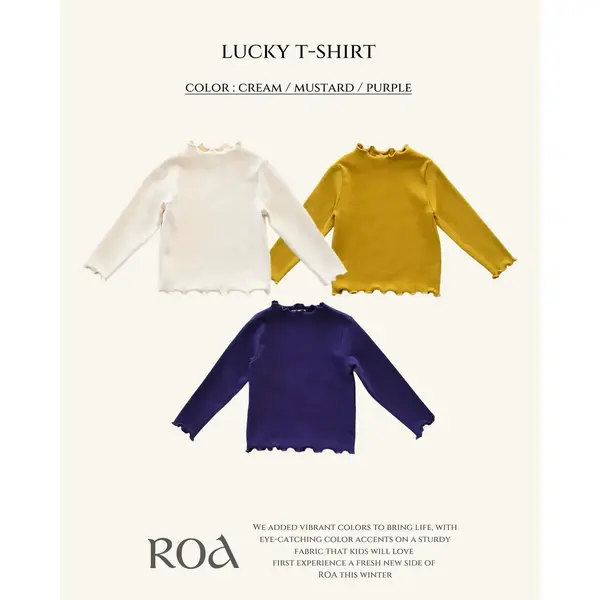 LUCKY T-SHIRT
COLOR : CREAM / MUSTARD / PURPLE
WE ADDED VIBRANT COLORS TO BRING LIFE, WITH
EYE-CATCHING COLOR ACCENTS ON A STURDY
FABRIC THAT KIDS WILL LOVE
FIRST EXPERIENCE A FRESH NEW SIDE OF
ROA THIS WINTER
ROA